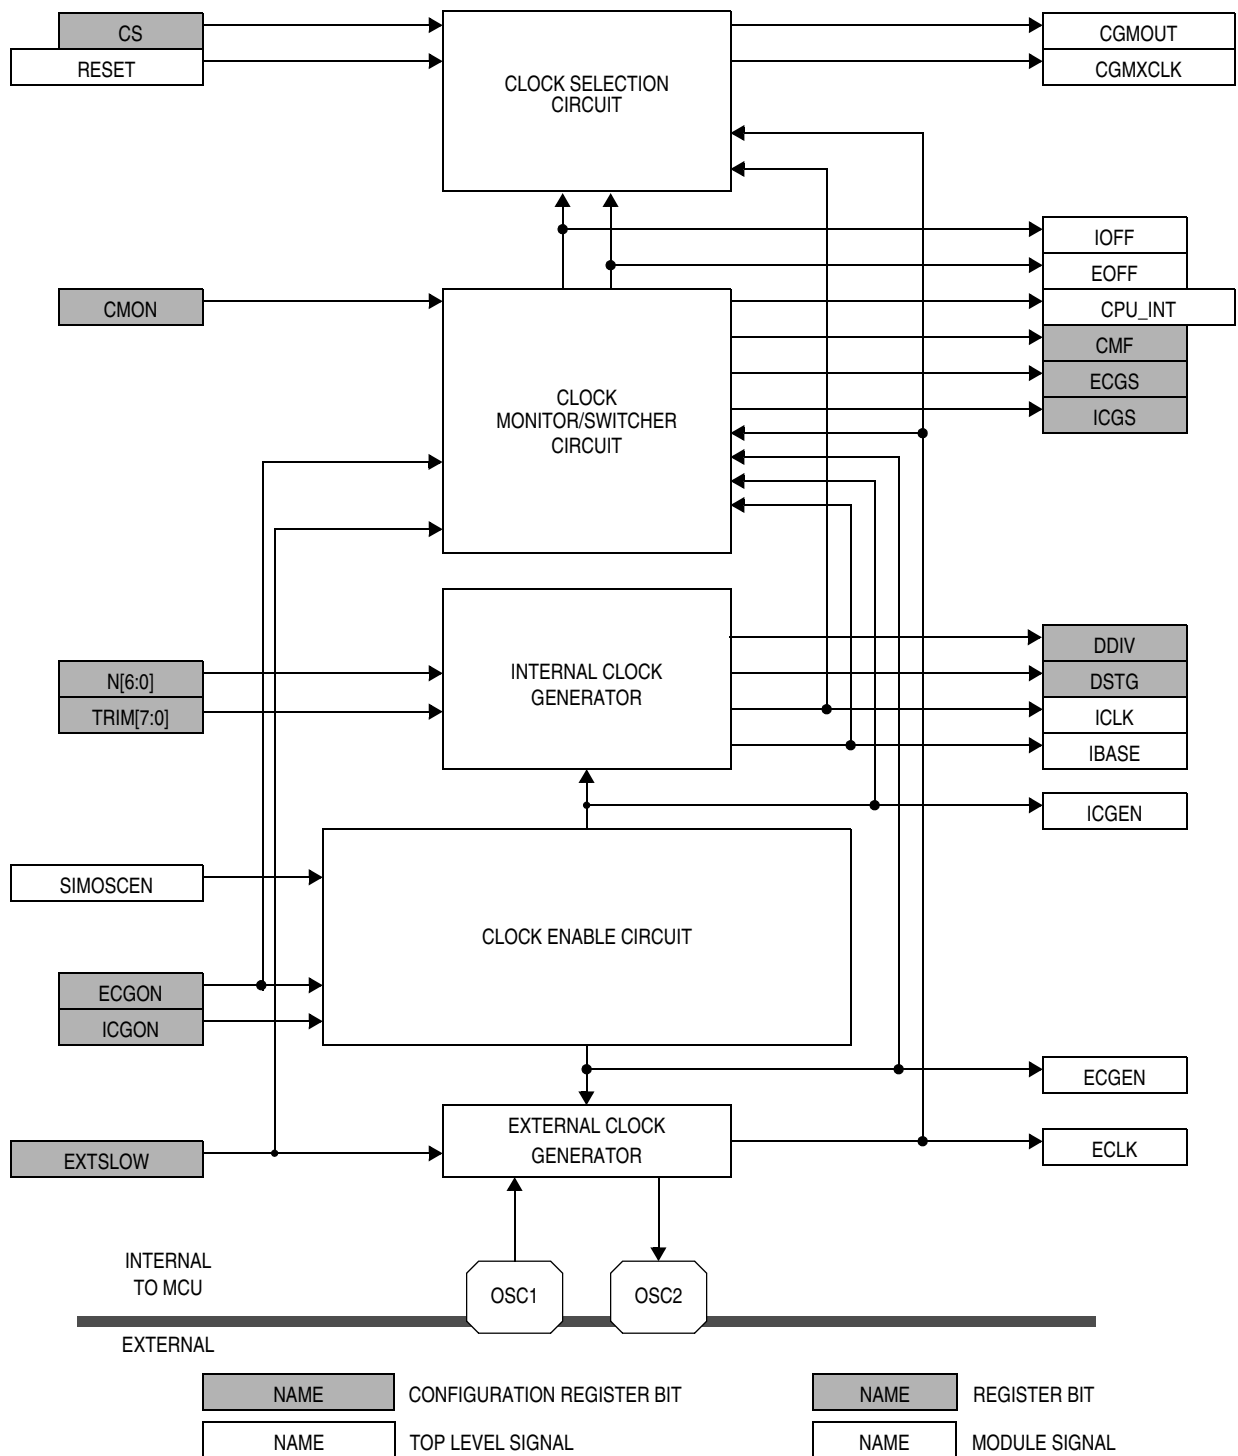 CS
RESET
CLOCK SELECTION
CIRCUIT
CGMOUT
CGMXCLK
IOFF
EOFF
CMON
CPU_INT
CMF
ECGS
ICGS
CLOCK
MONITOR/SWITCHER
CIRCUIT
N[6:0]
TRIM[7:0]
INTERNAL CLOCK
GENERATOR
DDIV
DSTG
ICLK
IBASE
ICGEN
SIMOSCEN
CLOCK ENABLE CIRCUIT
ECGON
ICGON
ECGEN
EXTSLOW
EXTERNAL CLOCK
GENERATOR
ECLK
INTERNAL
TO MCU
OSC1
OSC2
EXTERNAL
NAME CONFIGURATION REGISTER BIT
NAME REGISTER BIT
NAME TOP LEVEL SIGNAL
NAME MODULE SIGNAL